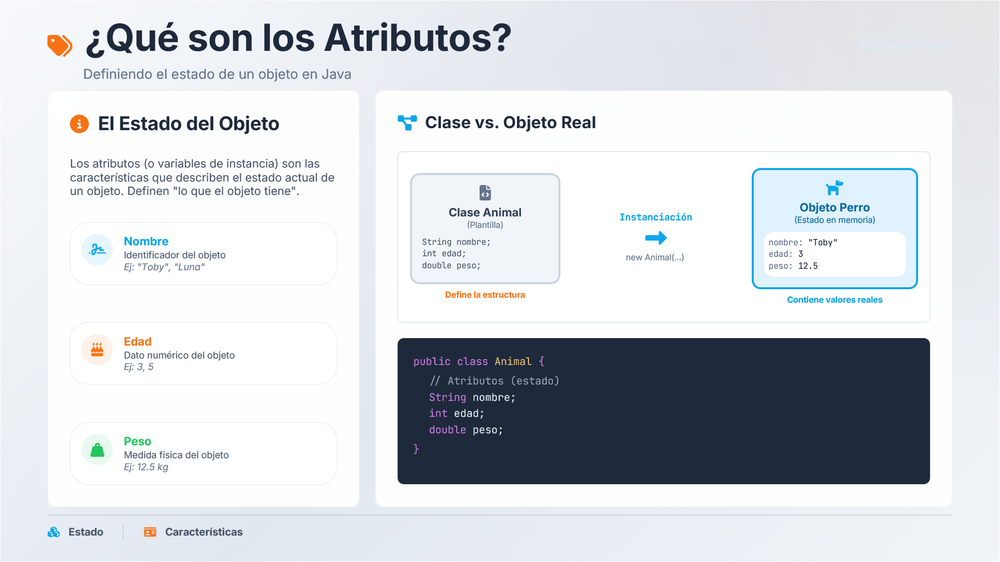 ¿Qué son los Atributos?
Definiendo el estado de un objeto en Java
El Estado del Objeto
Los atributos (o variables de instancia) son las
características que describen el estado actual de
un objeto. Definen "lo que el objeto tiene".
Nombre
Identificador del objeto
Ej: "Toby", "Luna"
Edad
Dato numérico del objeto
Ej: 3, 5
Peso
Medida física del objeto
Ej: 12.5 kg
Clase vs. Objeto Real
Clase Animal
(Plantilla)
String nombre;
int edad;
double peso;
Define la estructura
Instanciación
new Animal(...)
Objeto Perro
(Estado en memoria)
nombre: "Toby"
edad: 3
peso: 12.5
Contiene valores reales
public class Animal {
// Atributos (estado)
String nombre;
int edad;
double peso;
}
Estado
Características